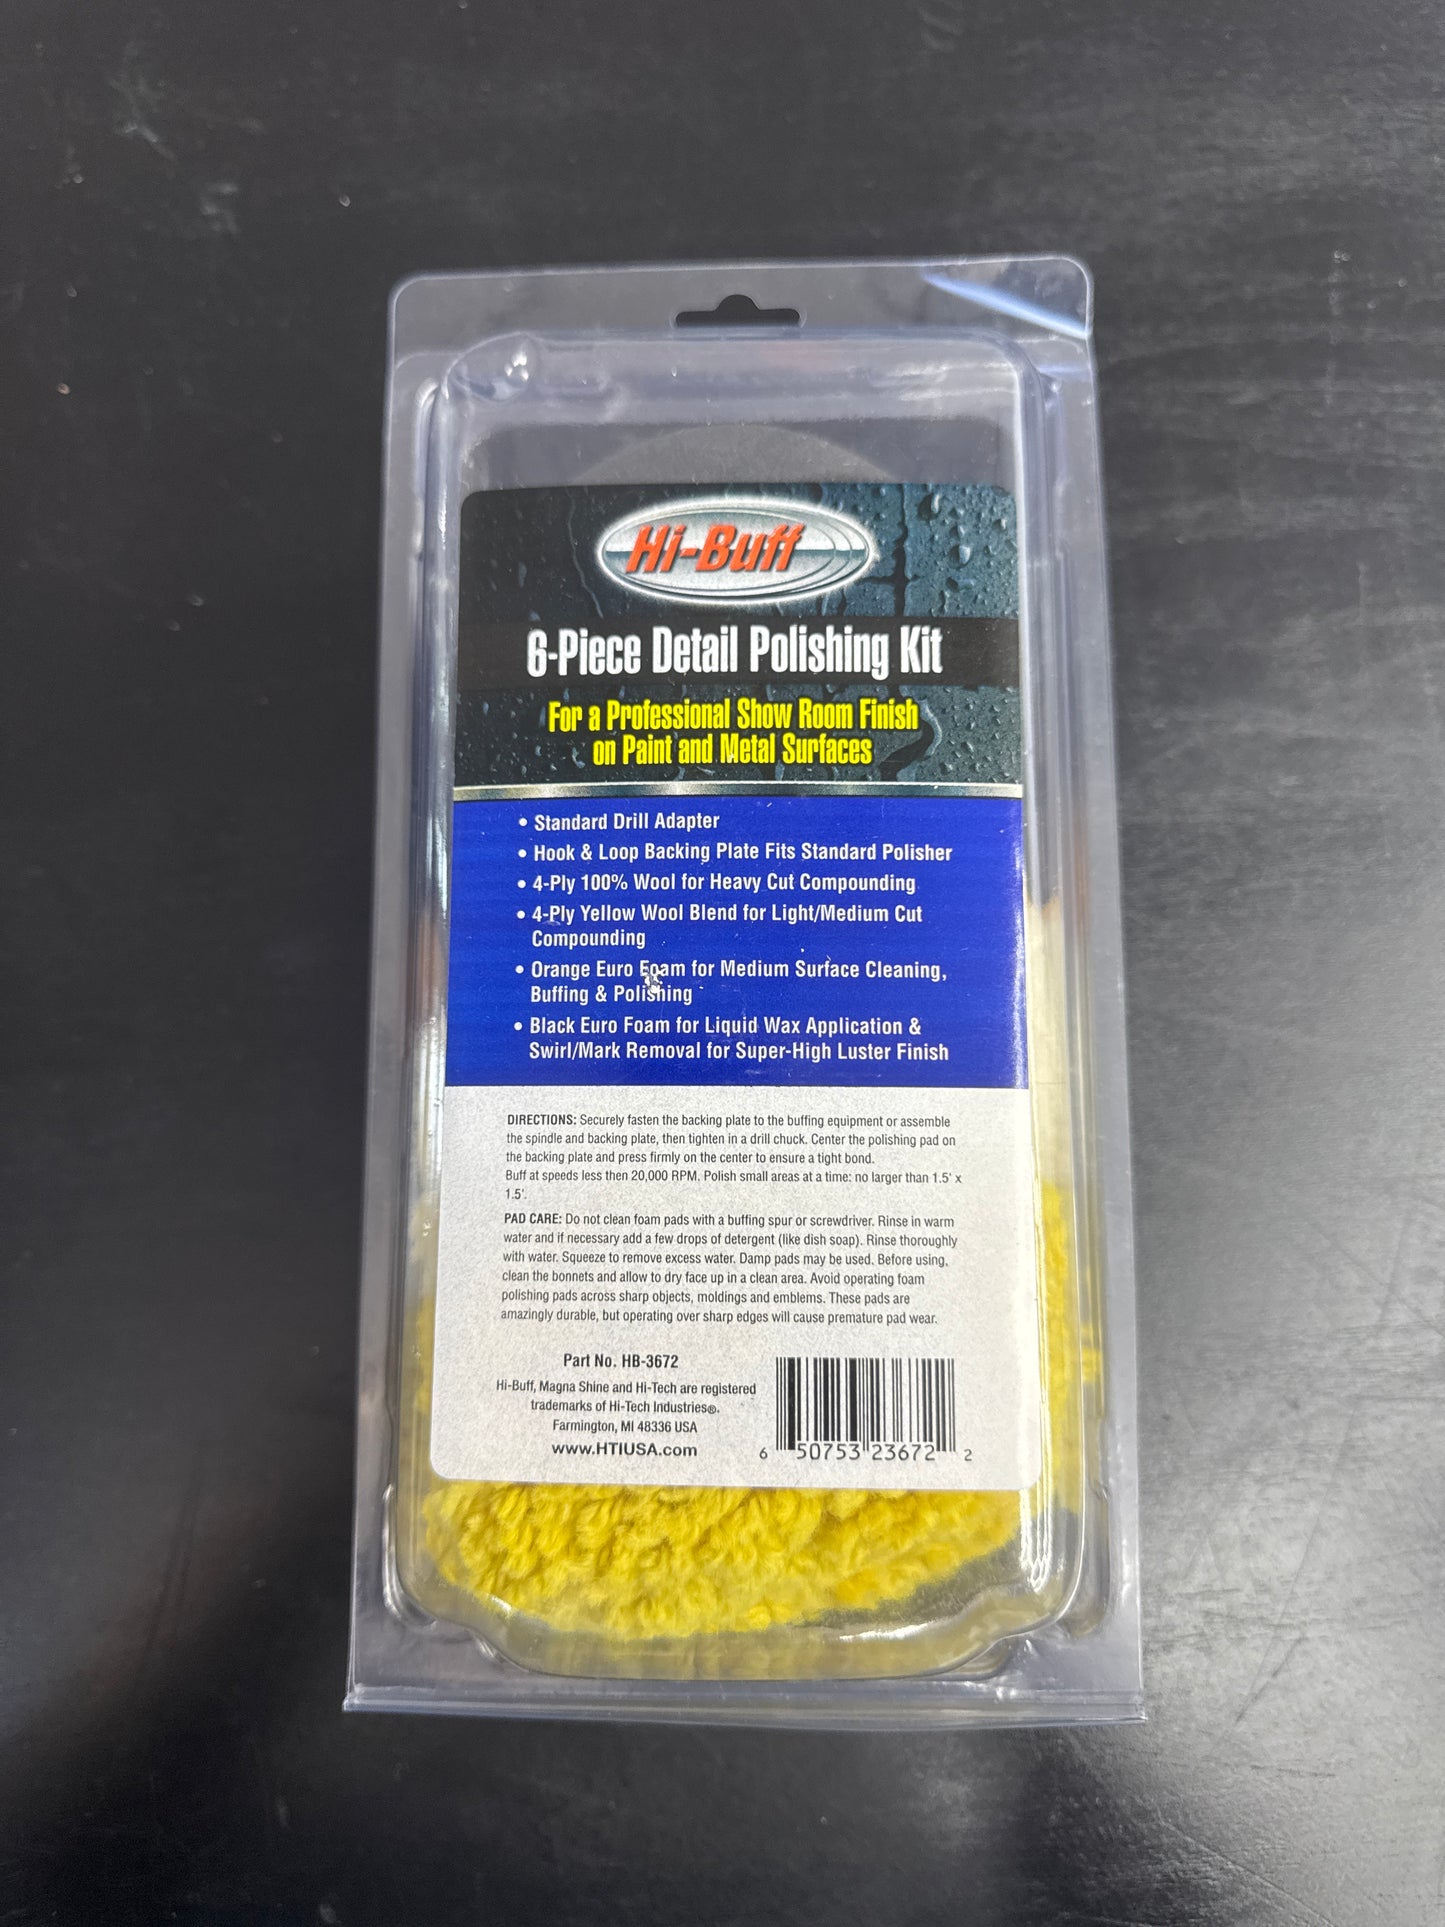 Hi-Buff
6-Piece Detail Polishing Kit
For a Professional Show Room Finish
on Paint and Metal Surfaces
• Standard Drill Adapter
• Hook & Loop Backing Plate Fits Standard Polisher
• 4-Ply 100% Wool for Heavy Cut Compounding
• 4-Ply Yellow Wool Blend for Light/Medium Cut
Compounding
• Orange Euro Foam for Medium Surface Cleaning,
Buffing & Polishing
• Black Euro Foam for Liquid Wax Application &
Swirl/Mark Removal for Super-High Luster Finish
DIRECTIONS: Securely fasten the backing plate to the buffing equipment or assemble
the spindle and backing plate, then tighten in a drill chuck. Center the polishing pad on
the backing plate and press firmly on the center to ensure a tight bond.
Buff at speeds less then 20,000 RPM. Polish small areas at a time: no larger than 1.5' x
1.5'.
PAD CARE: Do not clean foam pads with a buffing spur or screwdriver. Rinse in warm
water and if necessary add a few drops of detergent (like dish soap). Rinse thoroughly
with water. Squeeze to remove excess water. Damp pads may be used. Before using,
clean the bonnets and allow to dry face up in a clean area. Avoid operating foam
polishing pads across sharp objects, moldings and emblems. These pads are
amazingly durable, but operating over sharp edges will cause premature pad wear.
Part No. HB-3672
Hi-Buff, Magna Shine and Hi-Tech are registered
trademarks of Hi-Tech Industries®.
Farmington, MI 48336 USA
www.HTIUSA.com
6 50753 23672 2